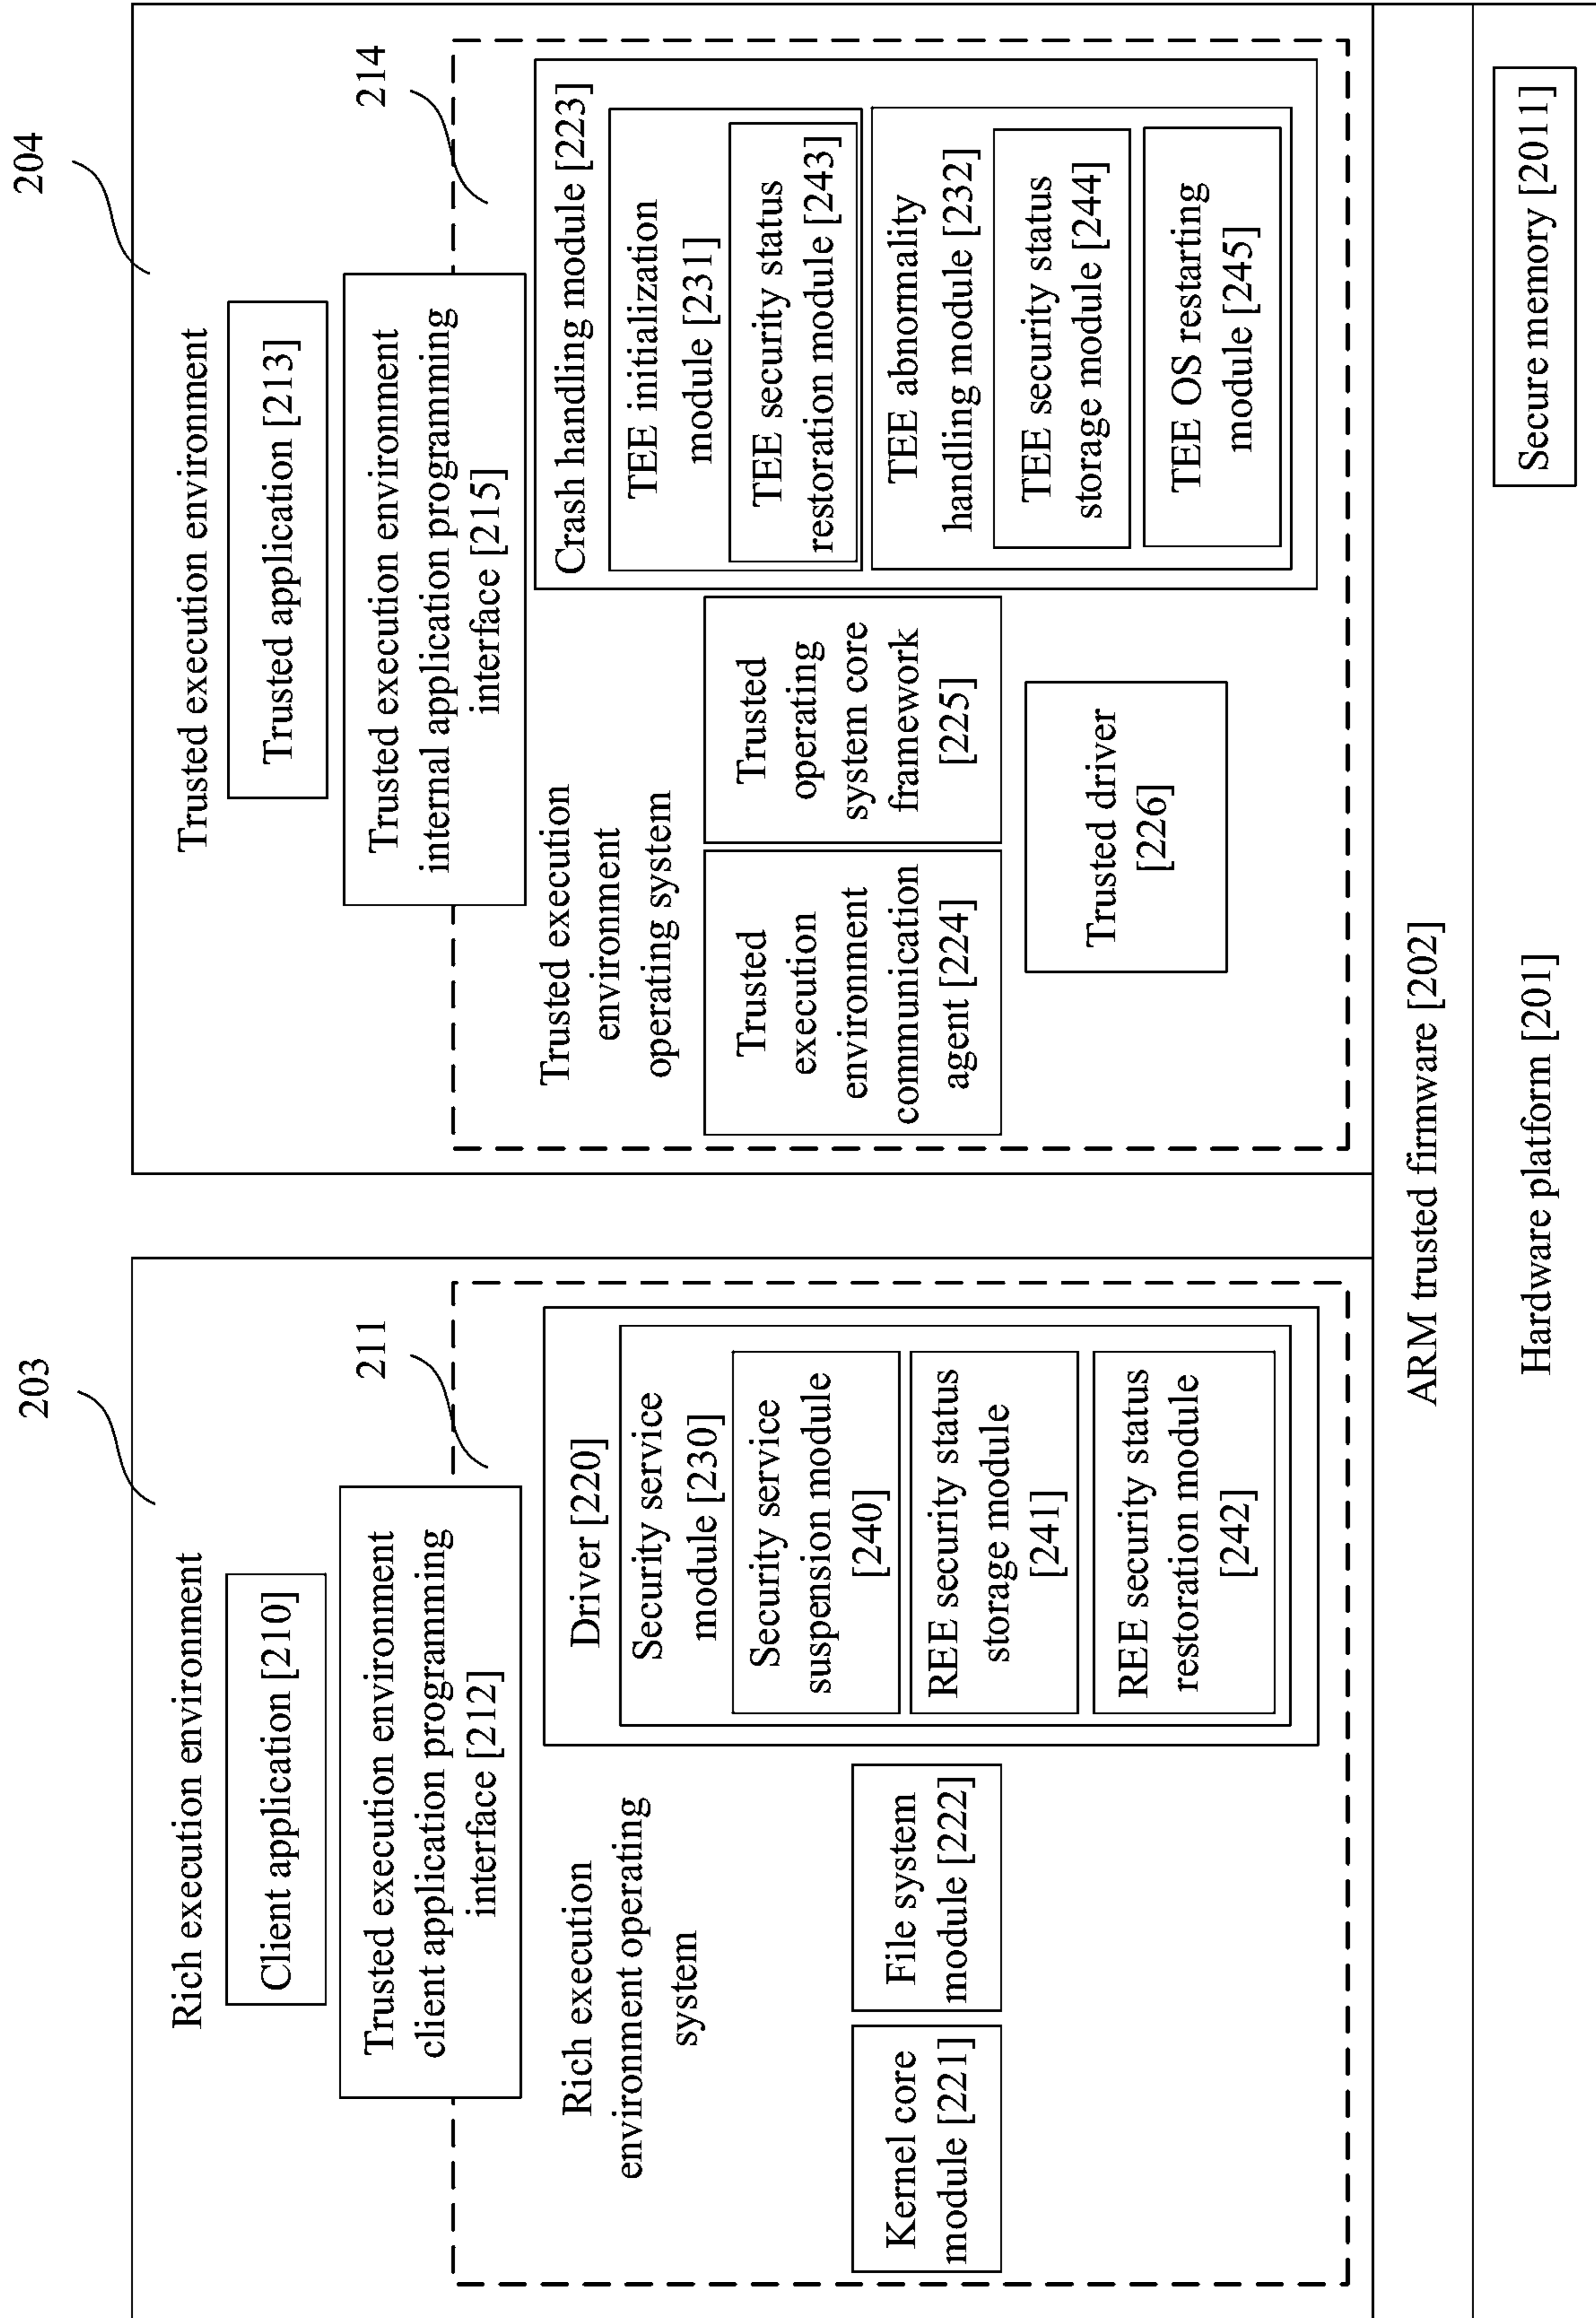 203
Rich execution environment
Client application [210]
Trusted execution environment
client application programming
interface [212]
211
Rich execution
environment operating
system
Driver [220]
Security service
module [230]
Security service
suspension module
[240]
REE security status
storage module
[241]
REE security status
restoration module
[242]
Kernel core
module [221]
File system
module [222]
204
Trusted execution environment
Trusted application [213]
Trusted execution environment
internal application programming
interface [215]
214
Trusted execution
environment
operating system
Trusted
execution
environment
communication
agent [224]
Trusted
operating
system core
framework
[225]
Trusted driver
[226]
Crash handling module [223]
TEE initialization
module [231]
TEE security status
restoration module [243]
TEE abnormality
handling module [232]
TEE security status
storage module [244]
TEE OS restarting
module [245]
ARM trusted firmware [202]
Hardware platform [201]
Secure memory [2011]